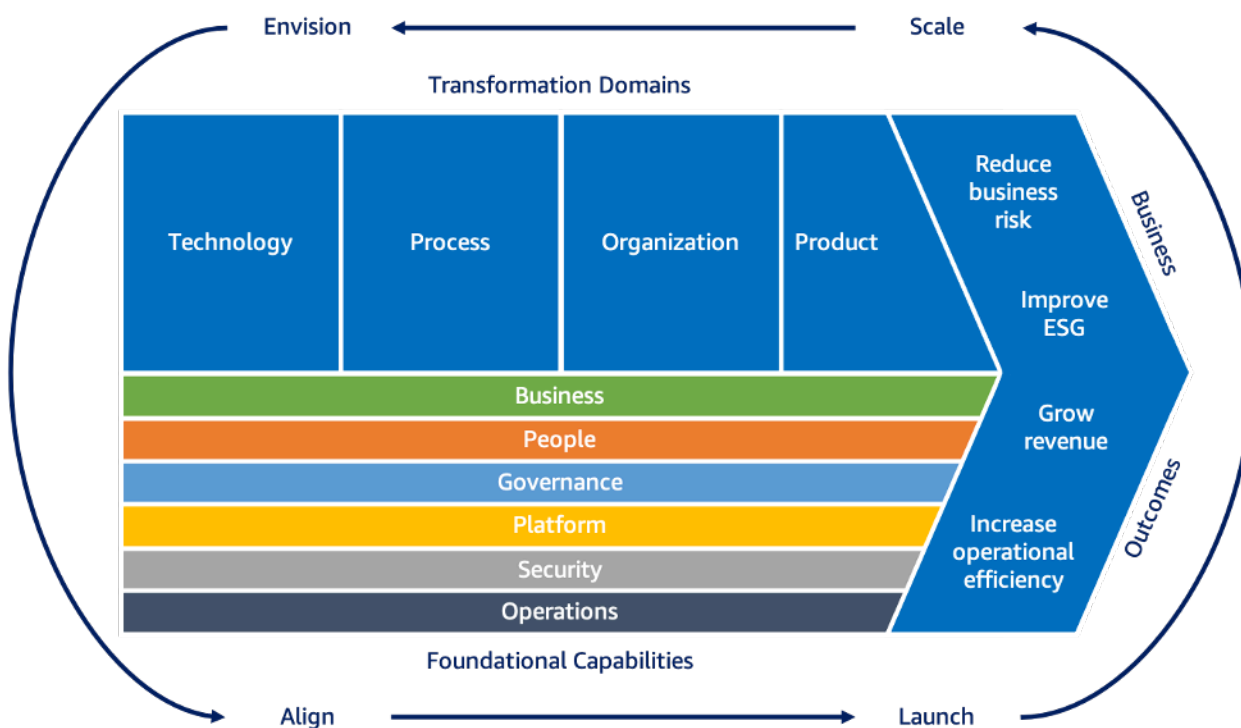 Envision
Scale
Transformation Domains
Technology
Process
Organization
Product
Reduce
business
risk
Improve
ESG
Grow
revenue
Increase
operational
efficiency
Business
Outcomes
Business
People
Governance
Platform
Security
Operations
Foundational Capabilities
Align
Launch